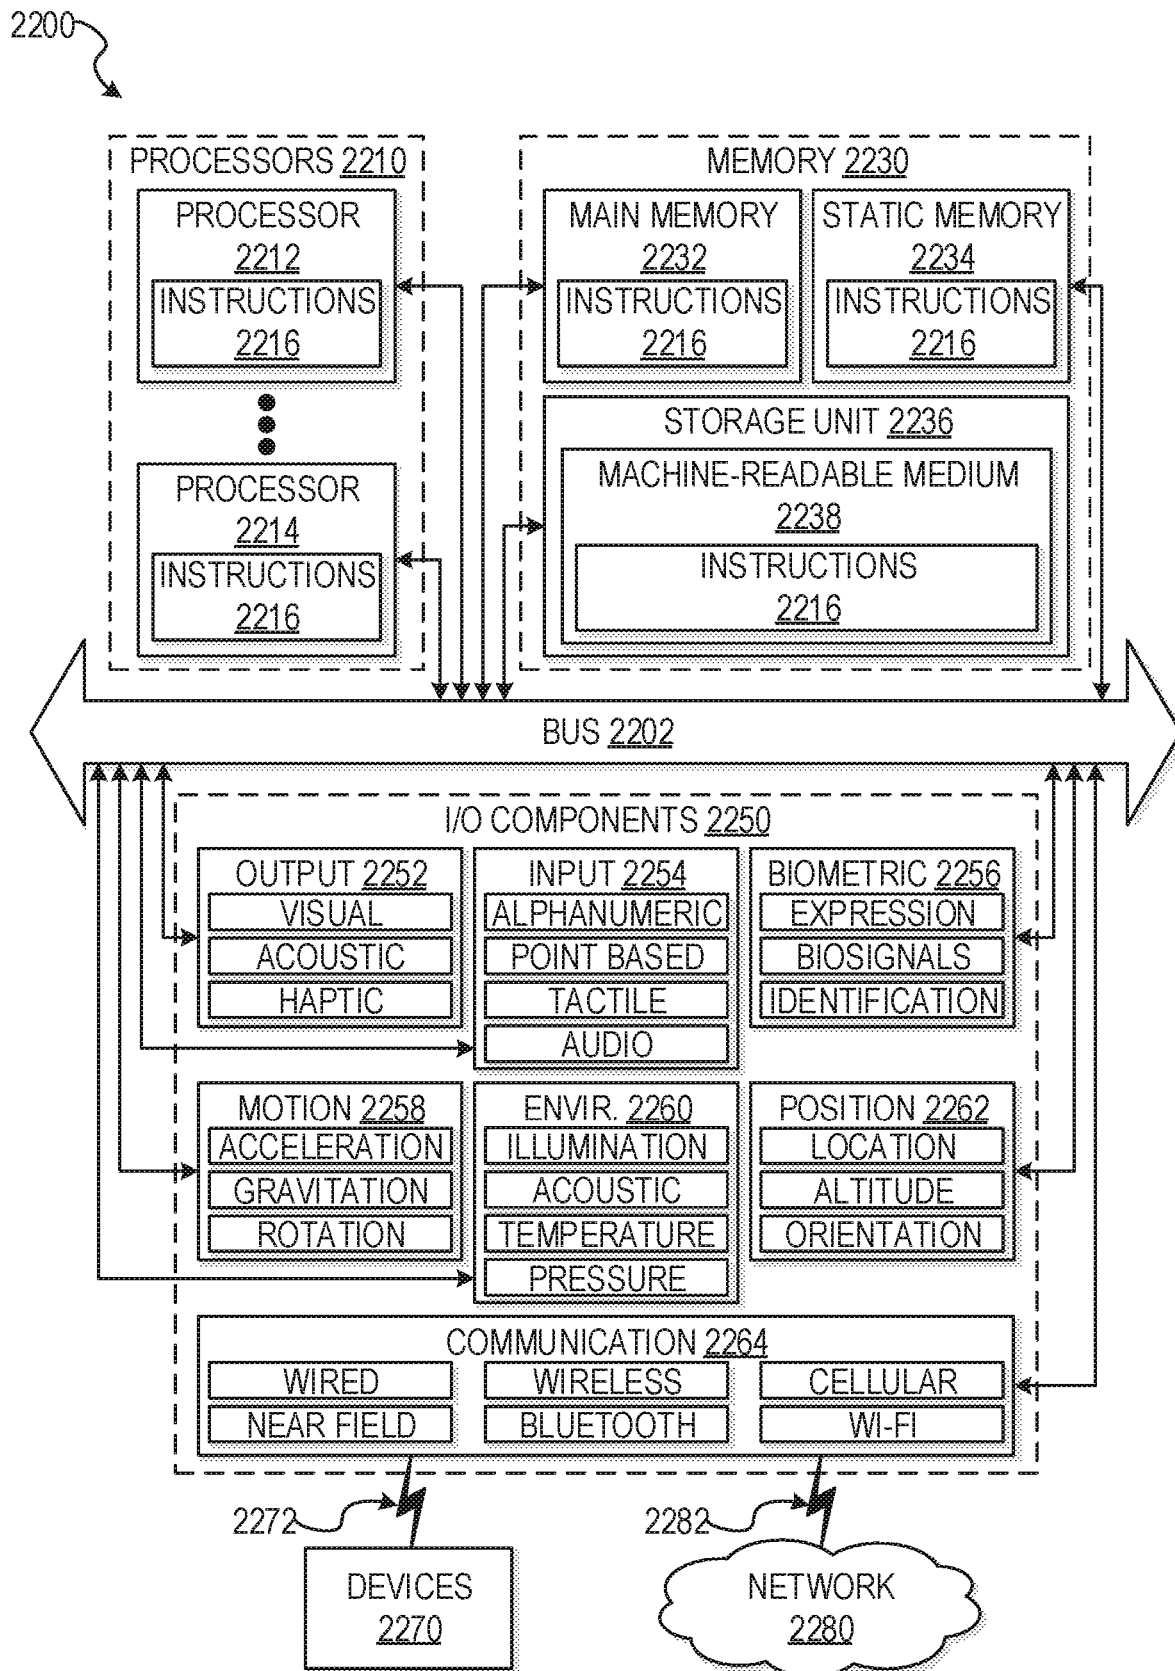 2200
PROCESSORS 2210
PROCESSOR
2212
INSTRUCTIONS
2216
PROCESSOR
2214
INSTRUCTIONS
2216
MEMORY 2230
MAIN MEMORY
2232
INSTRUCTIONS
2216
STATIC MEMORY
2234
INSTRUCTIONS
2216
STORAGE UNIT 2236
MACHINE-READABLE MEDIUM
2238
INSTRUCTIONS
2216
BUS 2202
I/O COMPONENTS 2250
OUTPUT 2252
VISUAL
ACOUSTIC
HAPTIC
INPUT 2254
ALPHANUMERIC
POINT BASED
TACTILE
AUDIO
BIOMETRIC 2256
EXPRESSION
BIOSIGNALS
IDENTIFICATION
MOTION 2258
ACCELERATION
GRAVITATION
ROTATION
ENVIR. 2260
ILLUMINATION
ACOUSTIC
TEMPERATURE
PRESSURE
POSITION 2262
LOCATION
ALTITUDE
ORIENTATION
COMMUNICATION 2264
WIRED
WIRELESS
CELLULAR
NEAR FIELD
BLUETOOTH
WI-FI
2272
2282
DEVICES
2270
NETWORK
2280